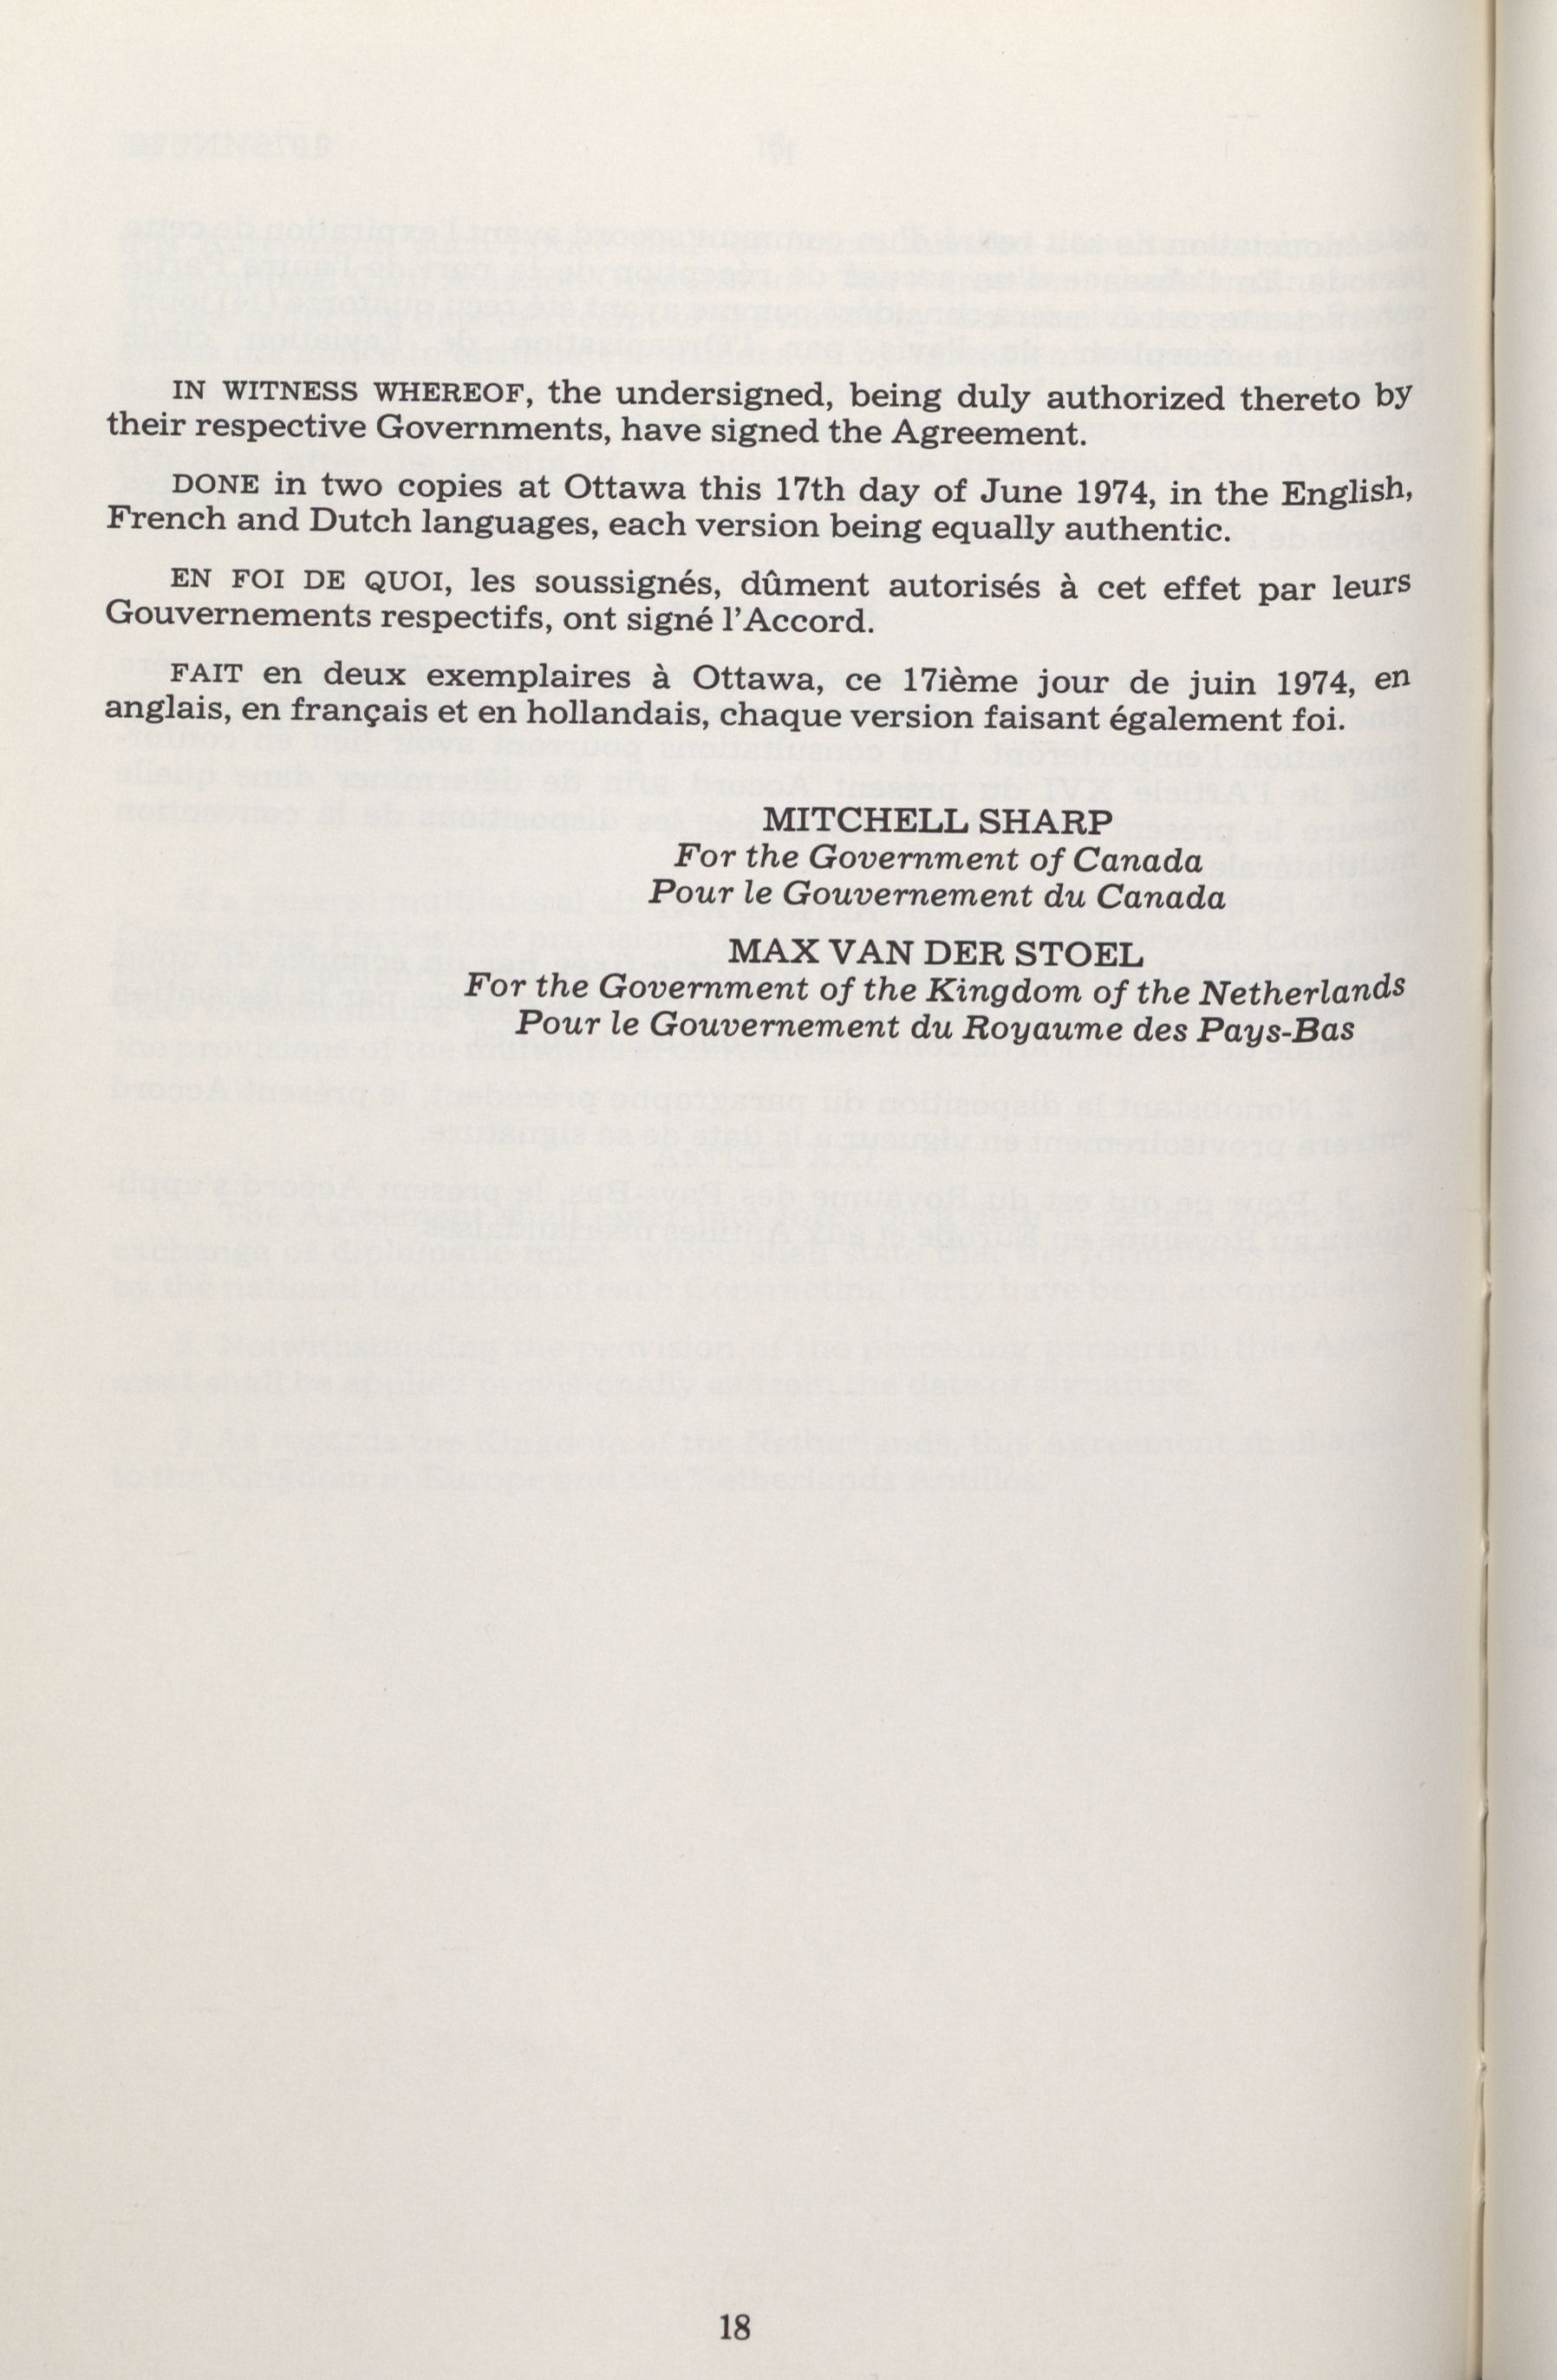 IN WITNESS WHEREOF, the undersigned, being duly authorized thereto by
their respective Governments, have signed the Agreement.
DONE in two copies at Ottawa this 17th day of June 1974, in the English,
French and Dutch languages, each version being equally authentic.
EN FOI DE QUOI, les soussignés, dûment autorisés à cet effet par leurs
Gouvernements respectifs, ont signé l'Accord.
FAIT en deux exemplaires à Ottawa, ce 17ième jour de juin 1974, en
anglais, en français et en hollandais, chaque version faisant également foi.
MITCHELL SHARP
For the Government of Canada
Pour le Gouvernement du Canada
MAX VAN DER STOEL
For the Government of the Kingdom of the Netherlands
Pour le Gouvernement du Royaume des Pays-Bas
18